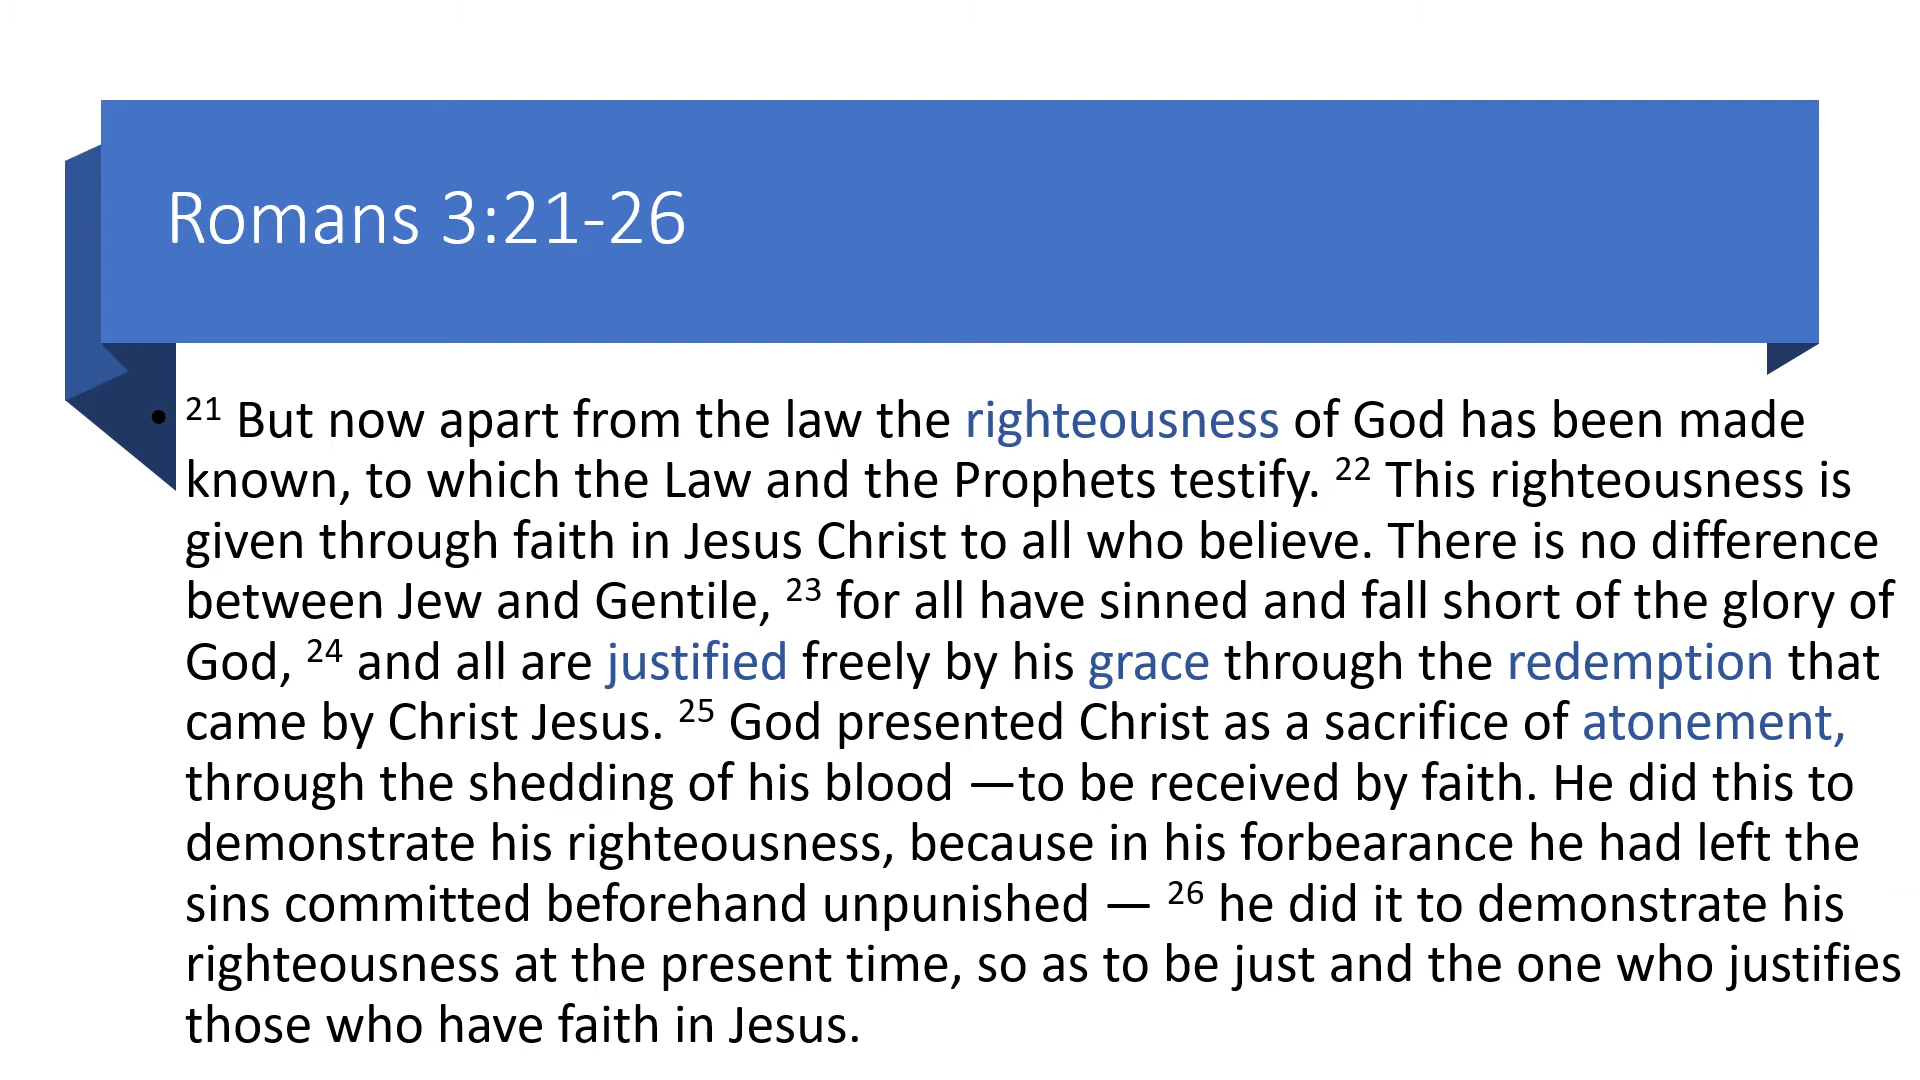 Romans 3:21-26
• 21 But now apart from the law the righteousness of God has been made
known, to which the Law and the Prophets testify. 22 This righteousness is
given through faith in Jesus Christ to all who believe. There is no difference
between Jew and Gentile, 23 for all have sinned and fall short of the glory of
God, 24 and all are justified freely by his grace through the redemption that
came by Christ Jesus. 25 God presented Christ as a sacrifice of atonement,
through the shedding of his blood —to be received by faith. He did this to
demonstrate his righteousness, because in his forbearance he had left the
sins committed beforehand unpunished — 26 he did it to demonstrate his
righteousness at the present time, so as to be just and the one who justifies
those who have faith in Jesus.